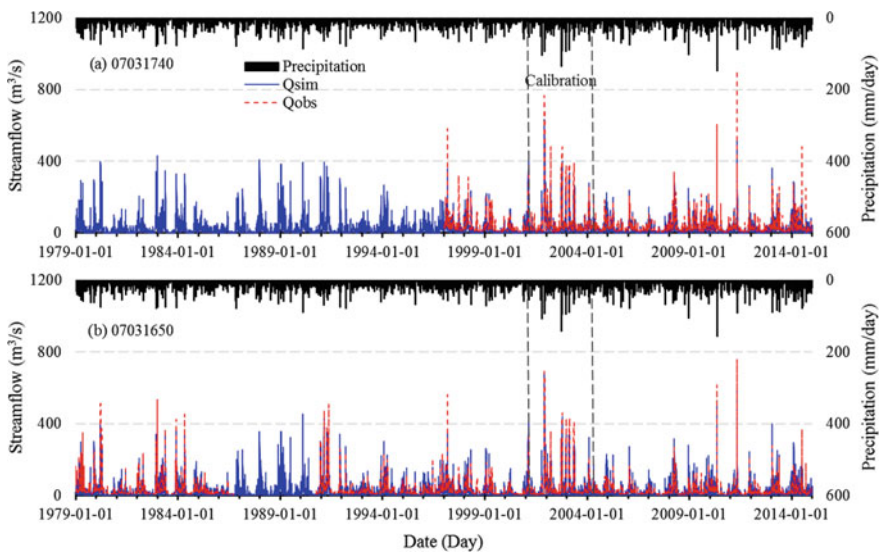 1200 0
(a) 07031740
Precipitation
Calibration
Qsim
Qobs
800 200
400 400
0 600
Streamflow (m³/s)
Precipitation (mm/day)
1979-01-01 1984-01-01 1989-01-01 1994-01-01 1999-01-01 2004-01-01 2009-01-01 2014-01-01
1200 0
(b) 07031650
800 200
400 400
0 600
Streamflow (m³/s)
Precipitation (mm/day)
1979-01-01 1984-01-01 1989-01-01 1994-01-01 1999-01-01 2004-01-01 2009-01-01 2014-01-01
Date (Day)